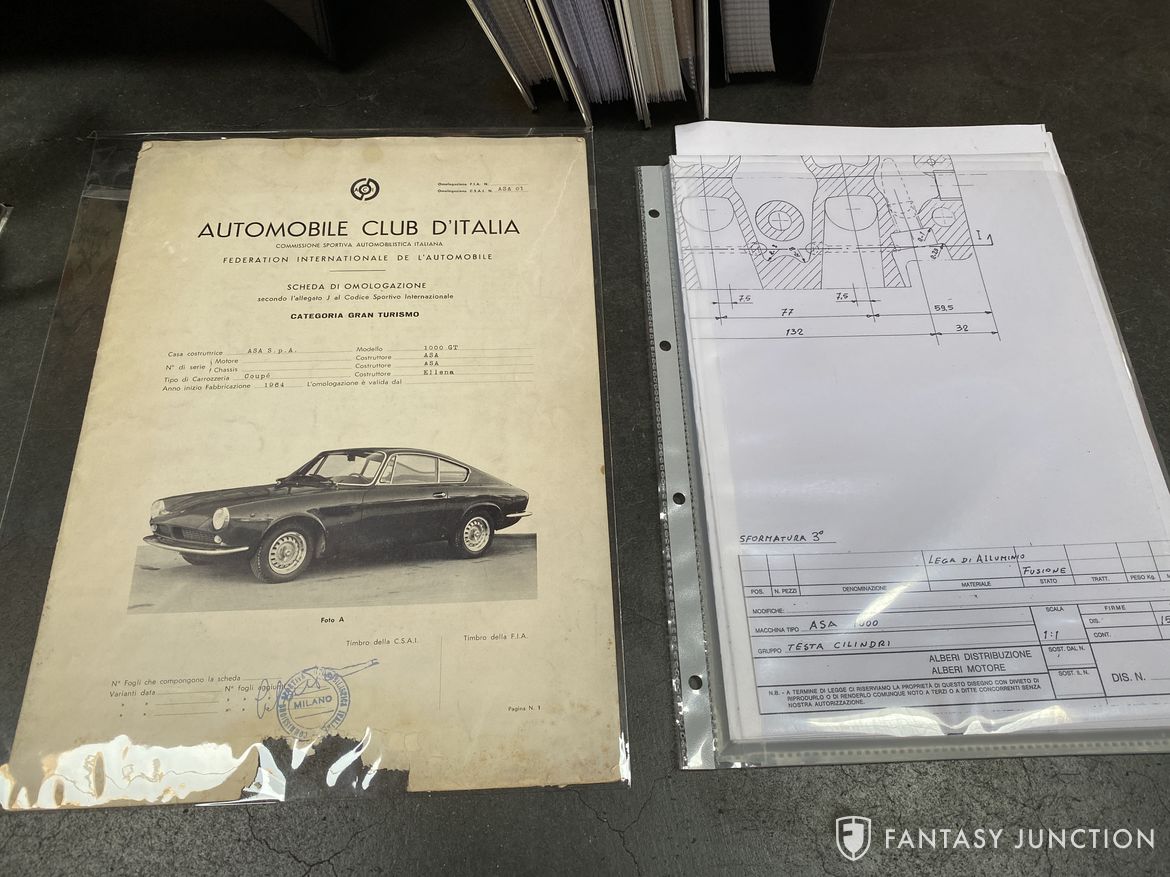 Omologazione F.I.A. N.
Omologazione C.S.A.I. N. ASA 01
AUTOMOBILE CLUB D'ITALIA
COMMISSIONE SPORTIVA AUTOMOBILISTICA ITALIANA
FEDERATION INTERNATIONALE DE L'AUTOMOBILE
SCHEDA DI OMOLOGAZIONE
secondo l'allegato J al Codice Sportivo Internazionale
CATEGORIA GRAN TURISMO
Casa costruttrice ASA S.p.A. Modello 1000 GT
N° di serie Motore Costruttore ASA
Chassis Costruttore ASA
Tipo di Carrozzeria Coupé Costruttore Ellena
Anno inizio Fabbricazione 1964 L'omologazione è valida dal
Foto A
Timbro della C.S.A.I. Timbro della F.I.A.
N° Fogli che compongono la scheda
Varianti data N° fogli aggiunti
MILANO
Pagina N. 1
7,5 7,5 59,5
77
132 32
SFORMATURA 3°
LEGA DI ALLUMINIO
FUSIONE
POS. N. PEZZI DENOMINAZIONE MATERIALE STATO TRATT. PESO Kg.
MODIFICHE:
MACCHINA TIPO ASA 1000
GRUPPO TESTA CILINDRI
SCALA
1:1
FIRME
DIS.
CONT.
SOST. DAL N.
SOST. IL N.
ALBERI DISTRIBUZIONE
ALBERI MOTORE
DIS. N.
N.B. - A TERMINE DI LEGGE CI RISERVIAMO LA PROPRIETÀ DI QUESTO DISEGNO CON DIVIETO DI
RIPRODURLO O DI RENDERLO COMUNQUE NOTO A TERZI O A DITTE CONCORRENTI SENZA
NOSTRA AUTORIZZAZIONE.
FANTASY JUNCTION